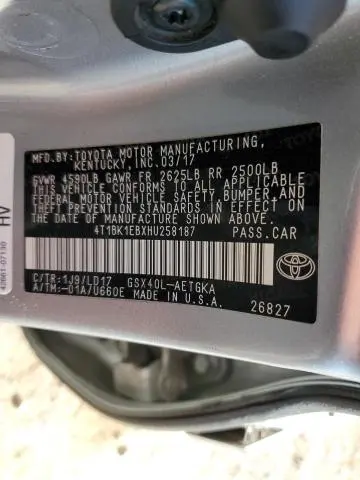 MFD.BY:TOYOTA MOTOR MANUFACTURING,
KENTUCKY,INC.03/17
GVWR 4590LB GAWR FR 2625LB RR 2500LB
THIS VEHICLE CONFORMS TO ALL APPLICABLE
FEDERAL MOTOR VEHICLE SAFETY, BUMPER, AND
THEFT PREVENTION STANDARDS IN EFFECT ON
THE DATE OF MANUFACTURE SHOWN ABOVE.
4T1BK1EBXHU258187 PASS.CAR
C/TR:1J9/LD17 GSX40L-AETGKA
A/TM:-01A/U660E MADE IN U.S.A. 26827
HV
42661-07130